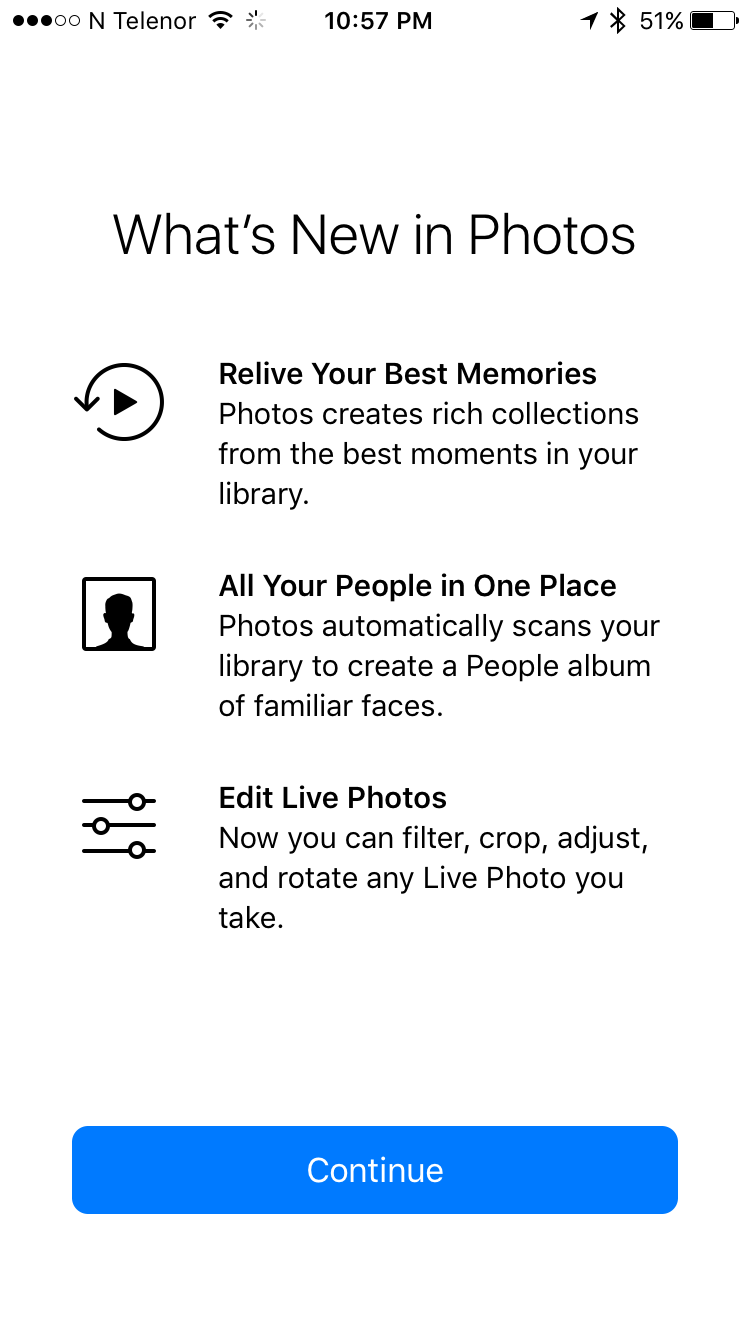 N Telenor 10:57 PM 51%
What's New in Photos
Relive Your Best Memories
Photos creates rich collections
from the best moments in your
library.
All Your People in One Place
Photos automatically scans your
library to create a People album
of familiar faces.
Edit Live Photos
Now you can filter, crop, adjust,
and rotate any Live Photo you
take.
Continue